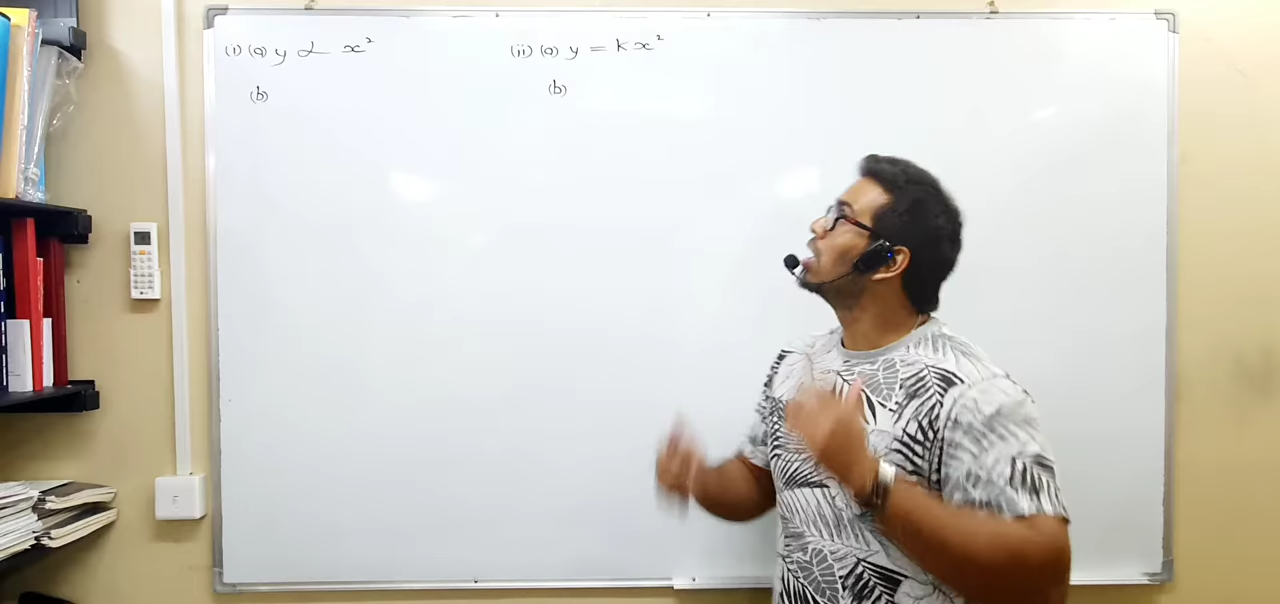 (i) (a) y ∝ x²
(b)
(ii) (a) y = kx²
(b)